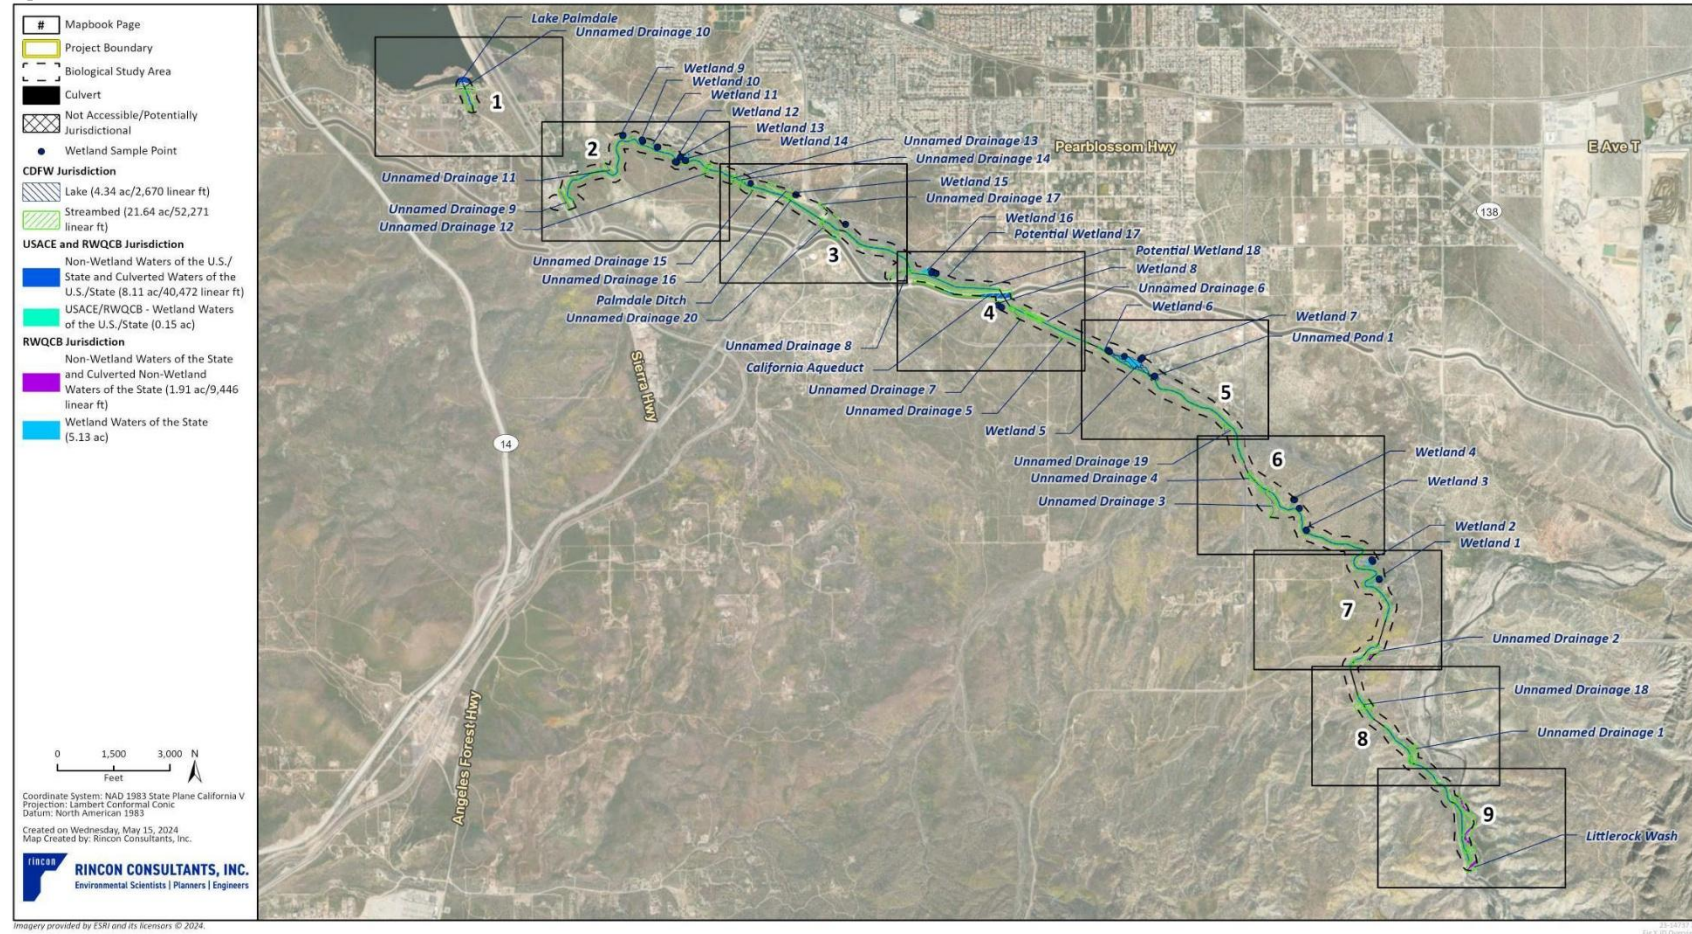 #
Mapbook Page
Project Boundary
Biological Study Area
Culvert
Not Accessible/Potentially
Jurisdictional
Wetland Sample Point
CDFW Jurisdiction
Lake (4.34 ac/2,670 linear ft)
Streambed (21.64 ac/52,271
linear ft)
USACE and RWQCB Jurisdiction
Non-Wetland Waters of the U.S./
State and Culverted Waters of the
U.S./State (8.11 ac/40,472 linear ft)
USACE/RWQCB - Wetland Waters
of the U.S./State (0.15 ac)
RWQCB Jurisdiction
Non-Wetland Waters of the State
and Culverted Non-Wetland
Waters of the State (1.91 ac/9,446
linear ft)
Wetland Waters of the State
(5.13 ac)
0 1,500 3,000 N
Feet
Coordinate System: NAD 1983 State Plane California V
Projection: Lambert Conformal Conic
Datum: North American 1983
Created on Wednesday, May 15, 2024
Map Created by: Rincon Consultants, Inc.
rincon
RINCON CONSULTANTS, INC.
Environmental Scientists | Planners | Engineers
Imagery provided by ESRI and its licensors © 2024.
Lake Palmdale
Unnamed Drainage 10
1
Wetland 9
Wetland 10
Wetland 11
Wetland 12
Wetland 13
Wetland 14
2
Unnamed Drainage 13
Unnamed Drainage 14
Pearblossom Hwy
E Ave T
Unnamed Drainage 11
Wetland 15
Unnamed Drainage 17
138
Unnamed Drainage 9
Wetland 16
Unnamed Drainage 12
Potential Wetland 17
3
Potential Wetland 18
Unnamed Drainage 15
Wetland 8
Unnamed Drainage 16
Unnamed Drainage 6
Palmdale Ditch
Wetland 6
Unnamed Drainage 20
4
Wetland 7
Unnamed Drainage 8
Unnamed Pond 1
California Aqueduct
Sierra Hwy
Unnamed Drainage 7
5
Unnamed Drainage 5
Wetland 5
14
6
Wetland 4
Unnamed Drainage 19
Unnamed Drainage 4
Wetland 3
Unnamed Drainage 3
Wetland 2
Wetland 1
7
Unnamed Drainage 2
Unnamed Drainage 18
Angeles Forest Hwy
8
Unnamed Drainage 1
9
Littlerock Wash